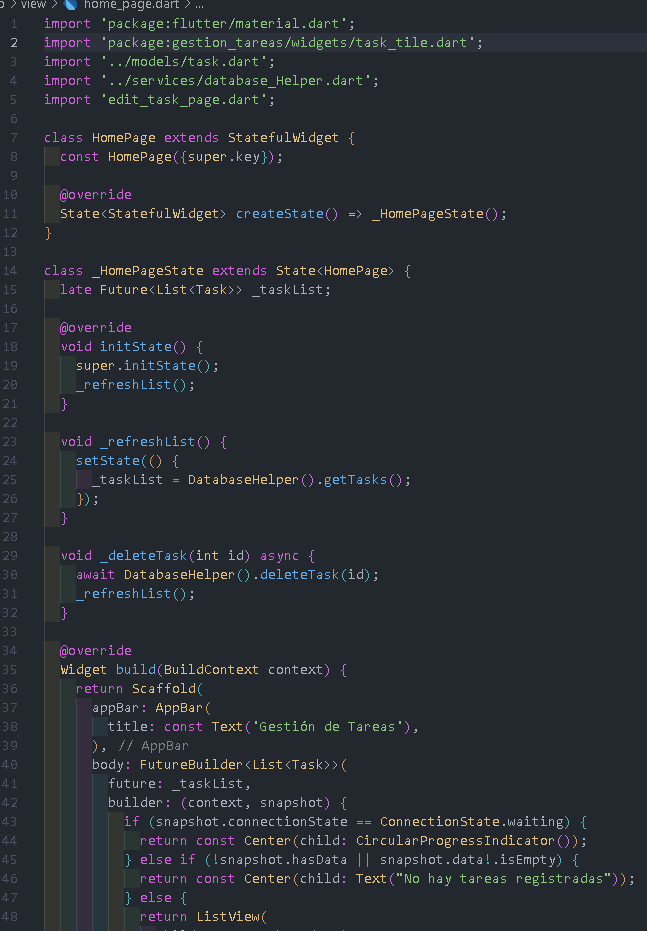 > view > home_page.dart > ...
1 import 'package:flutter/material.dart';
2 import 'package:gestion_tareas/widgets/task_tile.dart';
3 import '../models/task.dart';
4 import '../services/database_Helper.dart';
5 import 'edit_task_page.dart';
6
7 class HomePage extends StatefulWidget {
8   const HomePage({super.key});
9
10   @override
11   State<StatefulWidget> createState() => _HomePageState();
12 }
13
14 class _HomePageState extends State<HomePage> {
15   late Future<List<Task>> _taskList;
16
17   @override
18   void initState() {
19     super.initState();
20     _refreshList();
21   }
22
23   void _refreshList() {
24     setState(() {
25       _taskList = DatabaseHelper().getTasks();
26     });
27   }
28
29   void _deleteTask(int id) async {
30     await DatabaseHelper().deleteTask(id);
31     _refreshList();
32   }
33
34   @override
35   Widget build(BuildContext context) {
36     return Scaffold(
37       appBar: AppBar(
38         title: const Text('Gestión de Tareas'),
39       ), // AppBar
40       body: FutureBuilder<List<Task>>(
41         future: _taskList,
42         builder: (context, snapshot) {
43           if (snapshot.connectionState == ConnectionState.waiting) {
44             return const Center(child: CircularProgressIndicator());
45           } else if (!snapshot.hasData || snapshot.data!.isEmpty) {
46             return const Center(child: Text("No hay tareas registradas"));
47           } else {
48             return ListView(